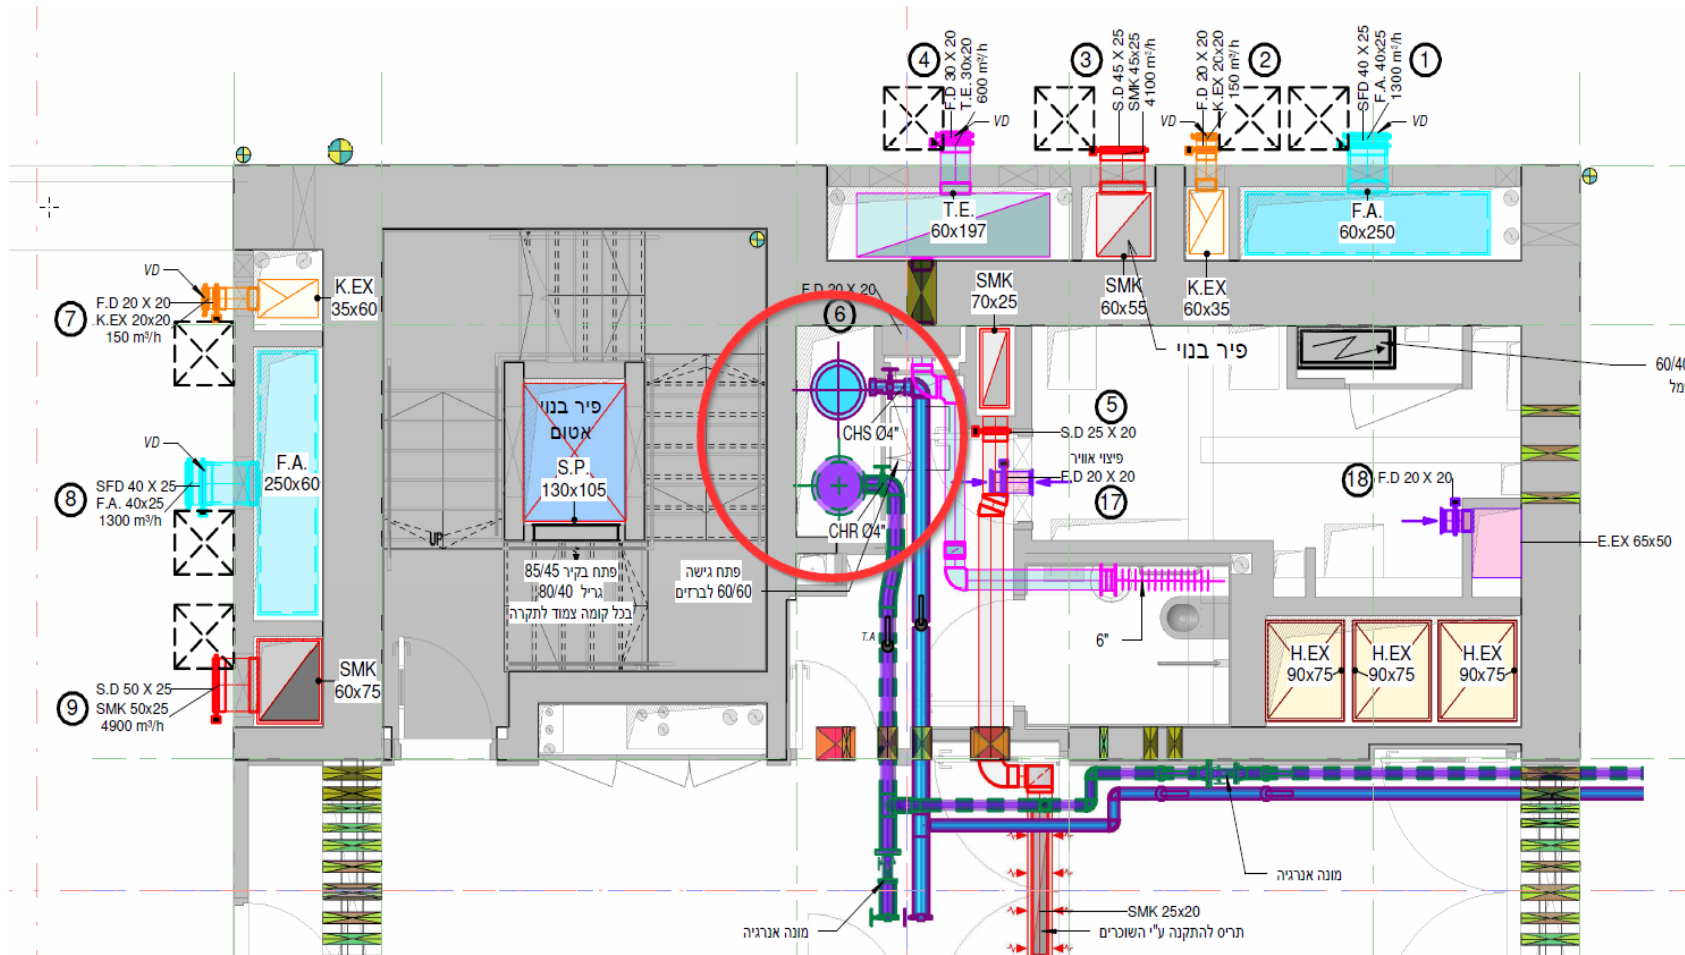 4
F.D 30 X 20
T.E. 30x20
600 m³/h
VD
3
S.D 45 X 25
SMK 45x25
4100 m³/h
2
F.D 20 X 20
K.EX 20x20
150 m³/h
VD
1
SFD 40 X 25
F.A. 40x25
1300 m³/h
VD
T.E.
60x197
SMK
60x55
K.EX
60x35
F.A.
60x250
פיר בנוי
SMK
70x25
F.D 20 X 20
6
CHS Ø4"
CHR Ø4"
VD
7
F.D 20 X 20
K.EX 20x20
150 m³/h
K.EX
35x60
VD
8
SFD 40 X 25
F.A. 40x25
1300 m³/h
F.A.
250x60
9
S.D 50 X 25
SMK 50x25
4900 m³/h
SMK
60x75
UP
פיר בנוי
אטום
S.P.
130x105
פתח בקיר 85/45
גריל 80/40
בכל קומה צמוד לתקרה
פתח גישה
לברזים 60/60
T.A
5
S.D 25 X 20
פיצוי אוויר
F.D 20 X 20
17
18
F.D 20 X 20
E.EX 65x50
6"
H.EX
90x75
H.EX
90x75
H.EX
90x75
מונה אנרגיה
מונה אנרגיה
SMK 25x20
תריס להתקנה ע"י השוכרים